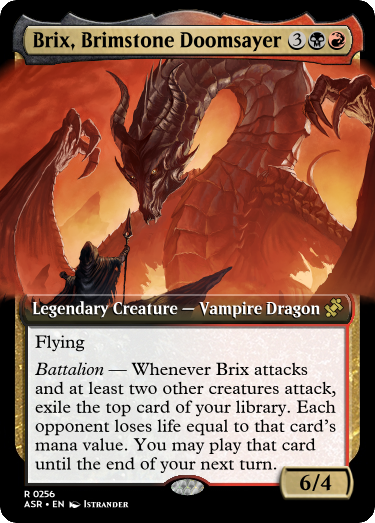 Brix, Brimstone Doomsayer 3
Legendary Creature — Vampire Dragon
Flying
Battalion — Whenever Brix attacks
and at least two other creatures attack,
exile the top card of your library. Each
opponent loses life equal to that card's
mana value. You may play that card
until the end of your next turn.
6/4
R 0256
ASR • EN Istrander